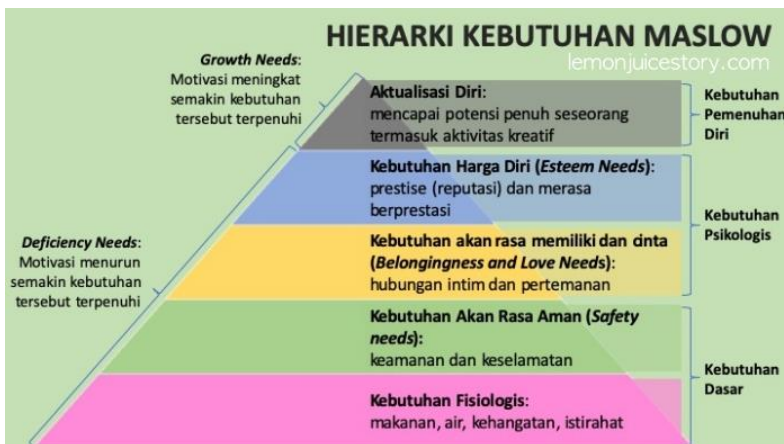 HIERARKI KEBUTUHAN MASLOW
lemonjuicestory.com
Growth Needs:
Motivasi meningkat
semakin kebutuhan
tersebut terpenuhi
Aktualisasi Diri:
mencapai potensi penuh seseorang
termasuk aktivitas kreatif
Kebutuhan
Pemenuhan
Diri
Kebutuhan Harga Diri (Esteem Needs):
prestise (reputasi) dan merasa
berprestasi
Kebutuhan
Psikologis
Deficiency Needs:
Motivasi menurun
semakin kebutuhan
tersebut terpenuhi
Kebutuhan akan rasa memiliki dan cinta
(Belongingness and Love Needs):
hubungan intim dan pertemanan
Kebutuhan Akan Rasa Aman (Safety
needs):
keamanan dan keselamatan
Kebutuhan
Dasar
Kebutuhan Fisiologis:
makanan, air, kehangatan, istirahat